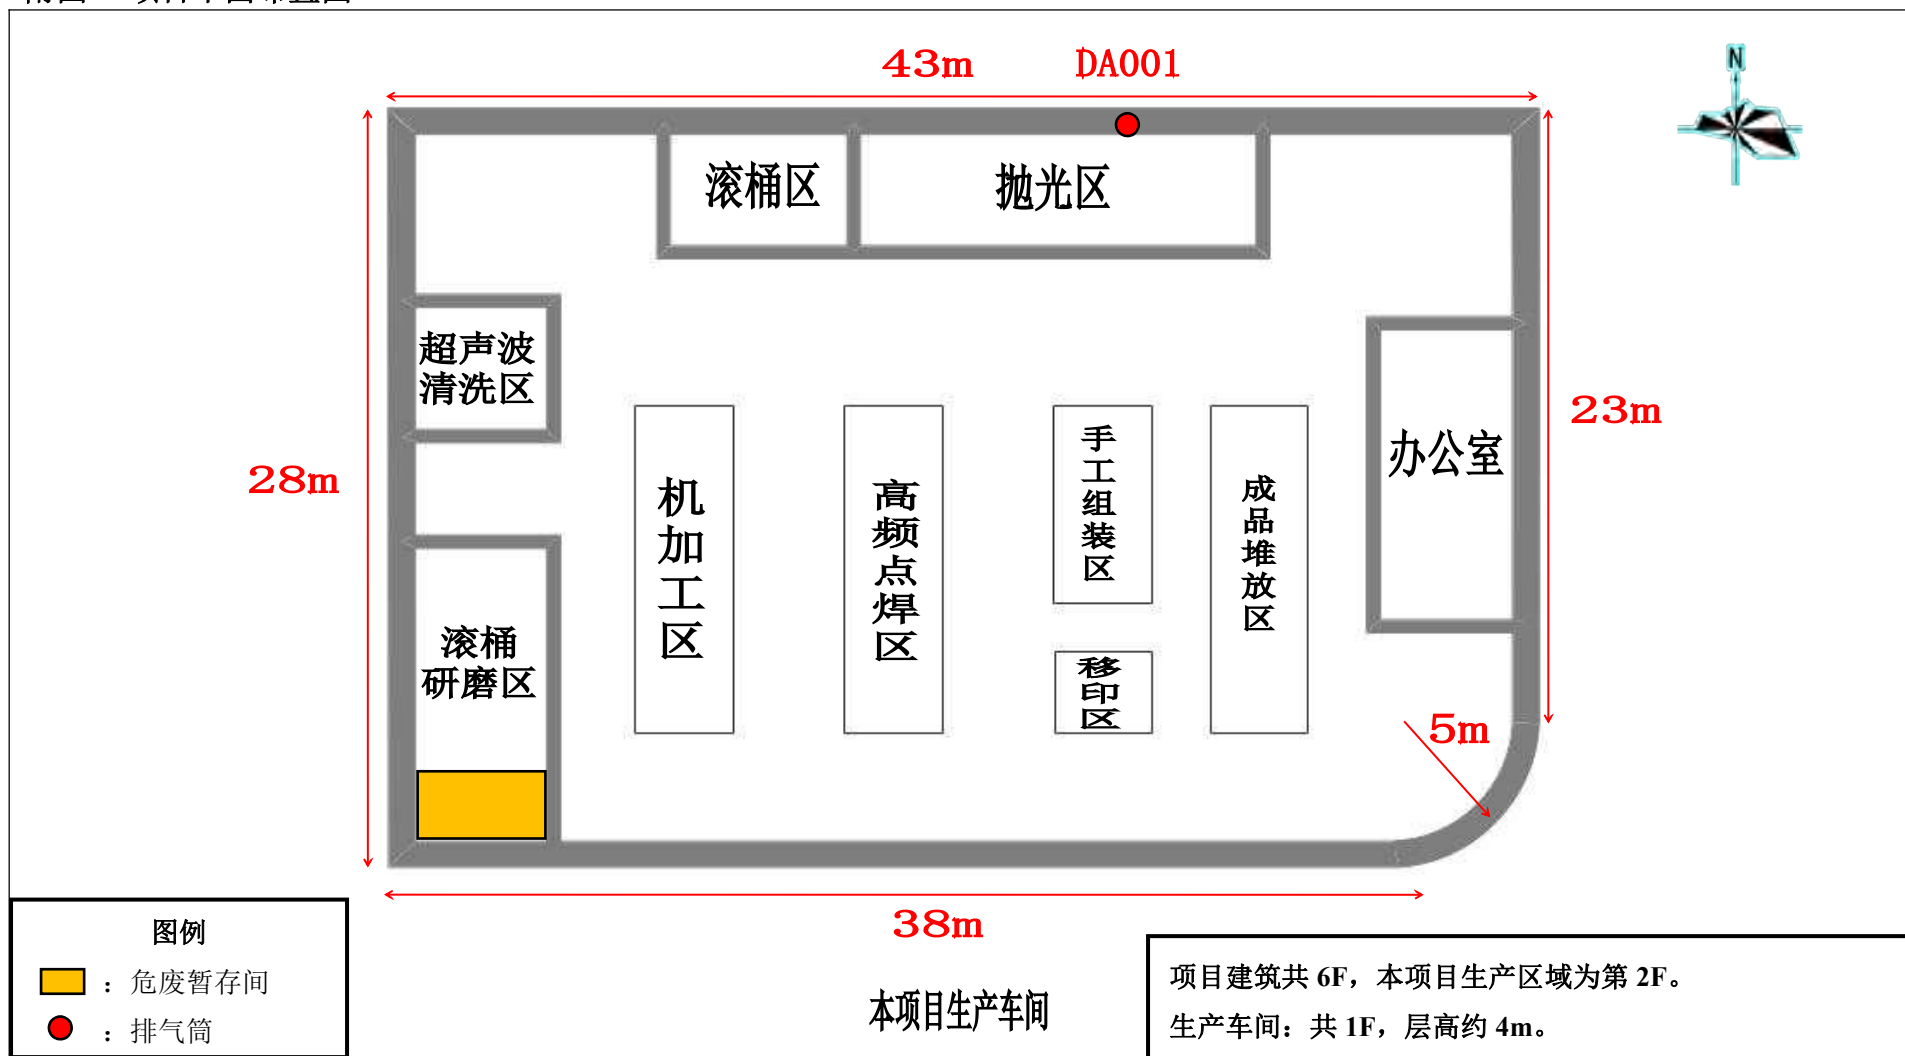 43m
DA001
N
滚桶区
抛光区
超声波
清洗区
28m
23m
机加工区
高频点焊区
手工组装区
成品堆放区
办公室
滚桶
研磨区
移印区
5m
38m
图例
：危废暂存间
：排气筒
本项目生产车间
项目建筑共 6F，本项目生产区域为第 2F。
生产车间：共 1F，层高约 4m。